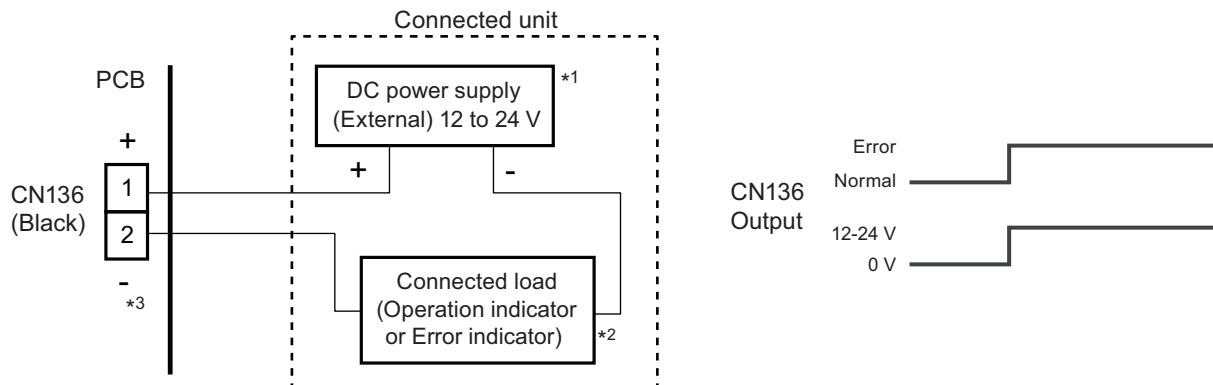 Connected unit
PCB
DC power supply
(External) 12 to 24 V
*1
+
+
-
CN136
(Black)
1
2
-
*3
Connected load
(Operation indicator
or Error indicator)
*2
Error
Normal
CN136
Output
12-24 V
0 V